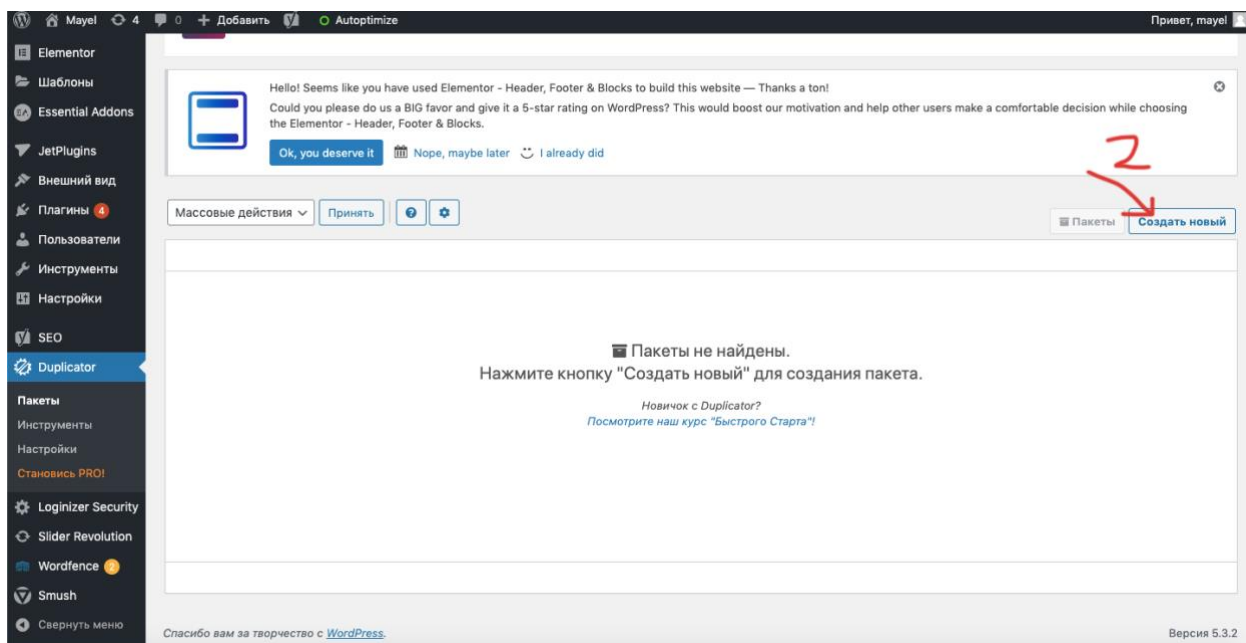 Mayel 4 0 + Добавить Autoptimize Привет, mayel
Elementor
Шаблоны
Essential Addons
JetPlugins
Внешний вид
Плагины 4
Пользователи
Инструменты
Настройки
SEO
Duplicator
Пакеты
Инструменты
Настройки
Становись PRO!
Loginizer Security
Slider Revolution
Wordfence 2
Smush
Свернуть меню
Hello! Seems like you have used Elementor - Header, Footer & Blocks to build this website — Thanks a ton!
Could you please do us a BIG favor and give it a 5-star rating on WordPress? This would boost our motivation and help other users make a comfortable decision while choosing
the Elementor - Header, Footer & Blocks.
Ok, you deserve it Nope, maybe later I already did
2
Массовые действия Принять
Пакеты Создать новый
Пакеты не найдены.
Нажмите кнопку "Создать новый" для создания пакета.
Новичок с Duplicator?
Посмотрите наш курс "Быстрого Старта"!
Спасибо вам за творчество с WordPress. Версия 5.3.2